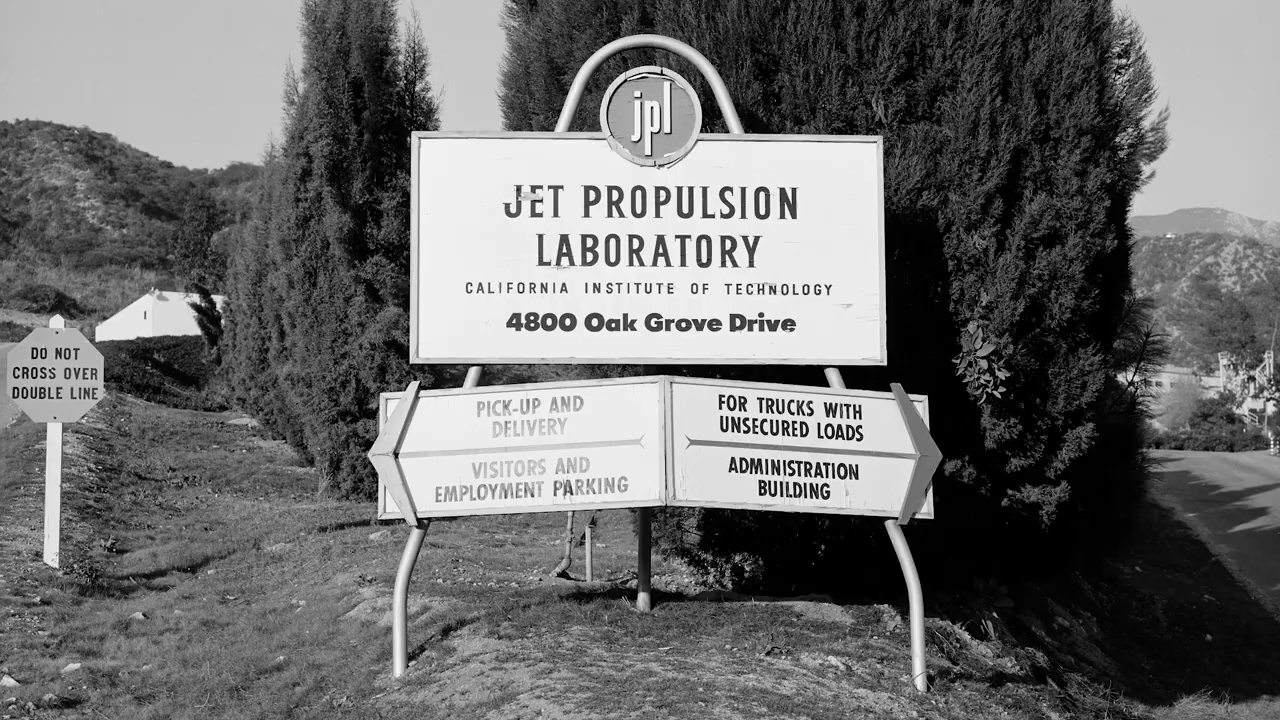 jpl
JET PROPULSION
LABORATORY
CALIFORNIA INSTITUTE OF TECHNOLOGY
4800 Oak Grove Drive
PICK-UP AND
DELIVERY
VISITORS AND
EMPLOYMENT PARKING
FOR TRUCKS WITH
UNSECURED LOADS
ADMINISTRATION
BUILDING
DO NOT
CROSS OVER
DOUBLE LINE